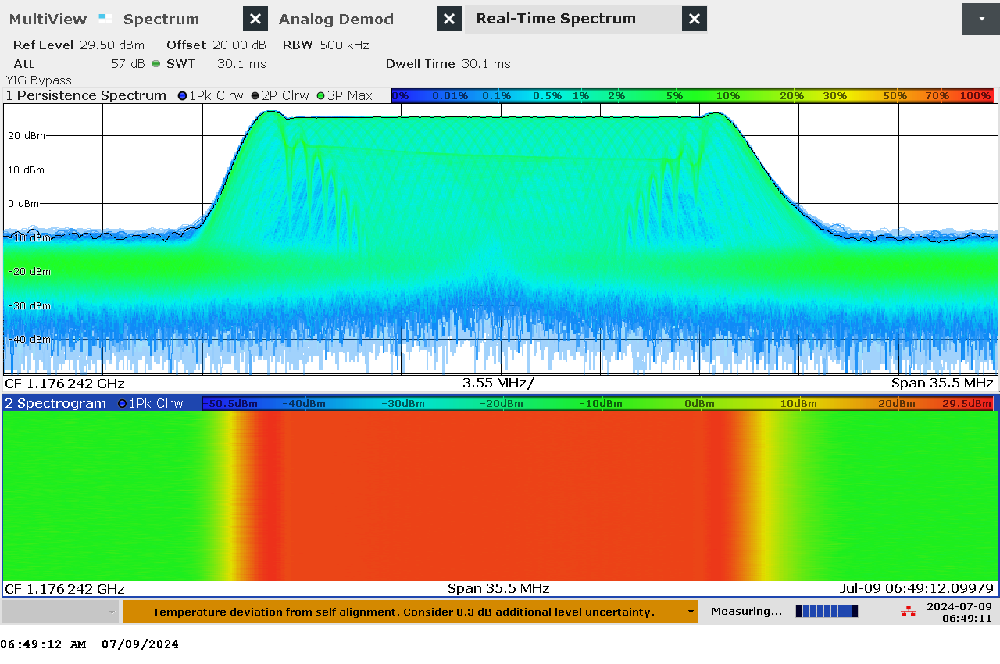 MultiView Spectrum Analog Demod Real-Time Spectrum
Ref Level 29.50 dBm Offset 20.00 dB RBW 500 kHz
Att 57 dB SWT 30.1 ms Dwell Time 30.1 ms
YIG Bypass
1 Persistence Spectrum 1Pk Clrw 2P Clrw 3P Max 0% 0.01% 0.1% 0.5% 1% 2% 5% 10% 20% 30% 50% 70% 100%
20 dBm
10 dBm
0 dBm
-10 dBm
-20 dBm
-30 dBm
-40 dBm
CF 1.176 242 GHz 3.55 MHz/ Span 35.5 MHz
2 Spectrogram 1Pk Clrw -50.5dBm -40dBm -30dBm -20dBm -10dBm 0dBm 10dBm 20dBm 29.5dBm
CF 1.176 242 GHz Span 35.5 MHz Jul-09 06:49:12.09979
Temperature deviation from self alignment. Consider 0.3 dB additional level uncertainty. Measuring... 2024-07-09
06:49:11
06:49:12 AM 07/09/2024